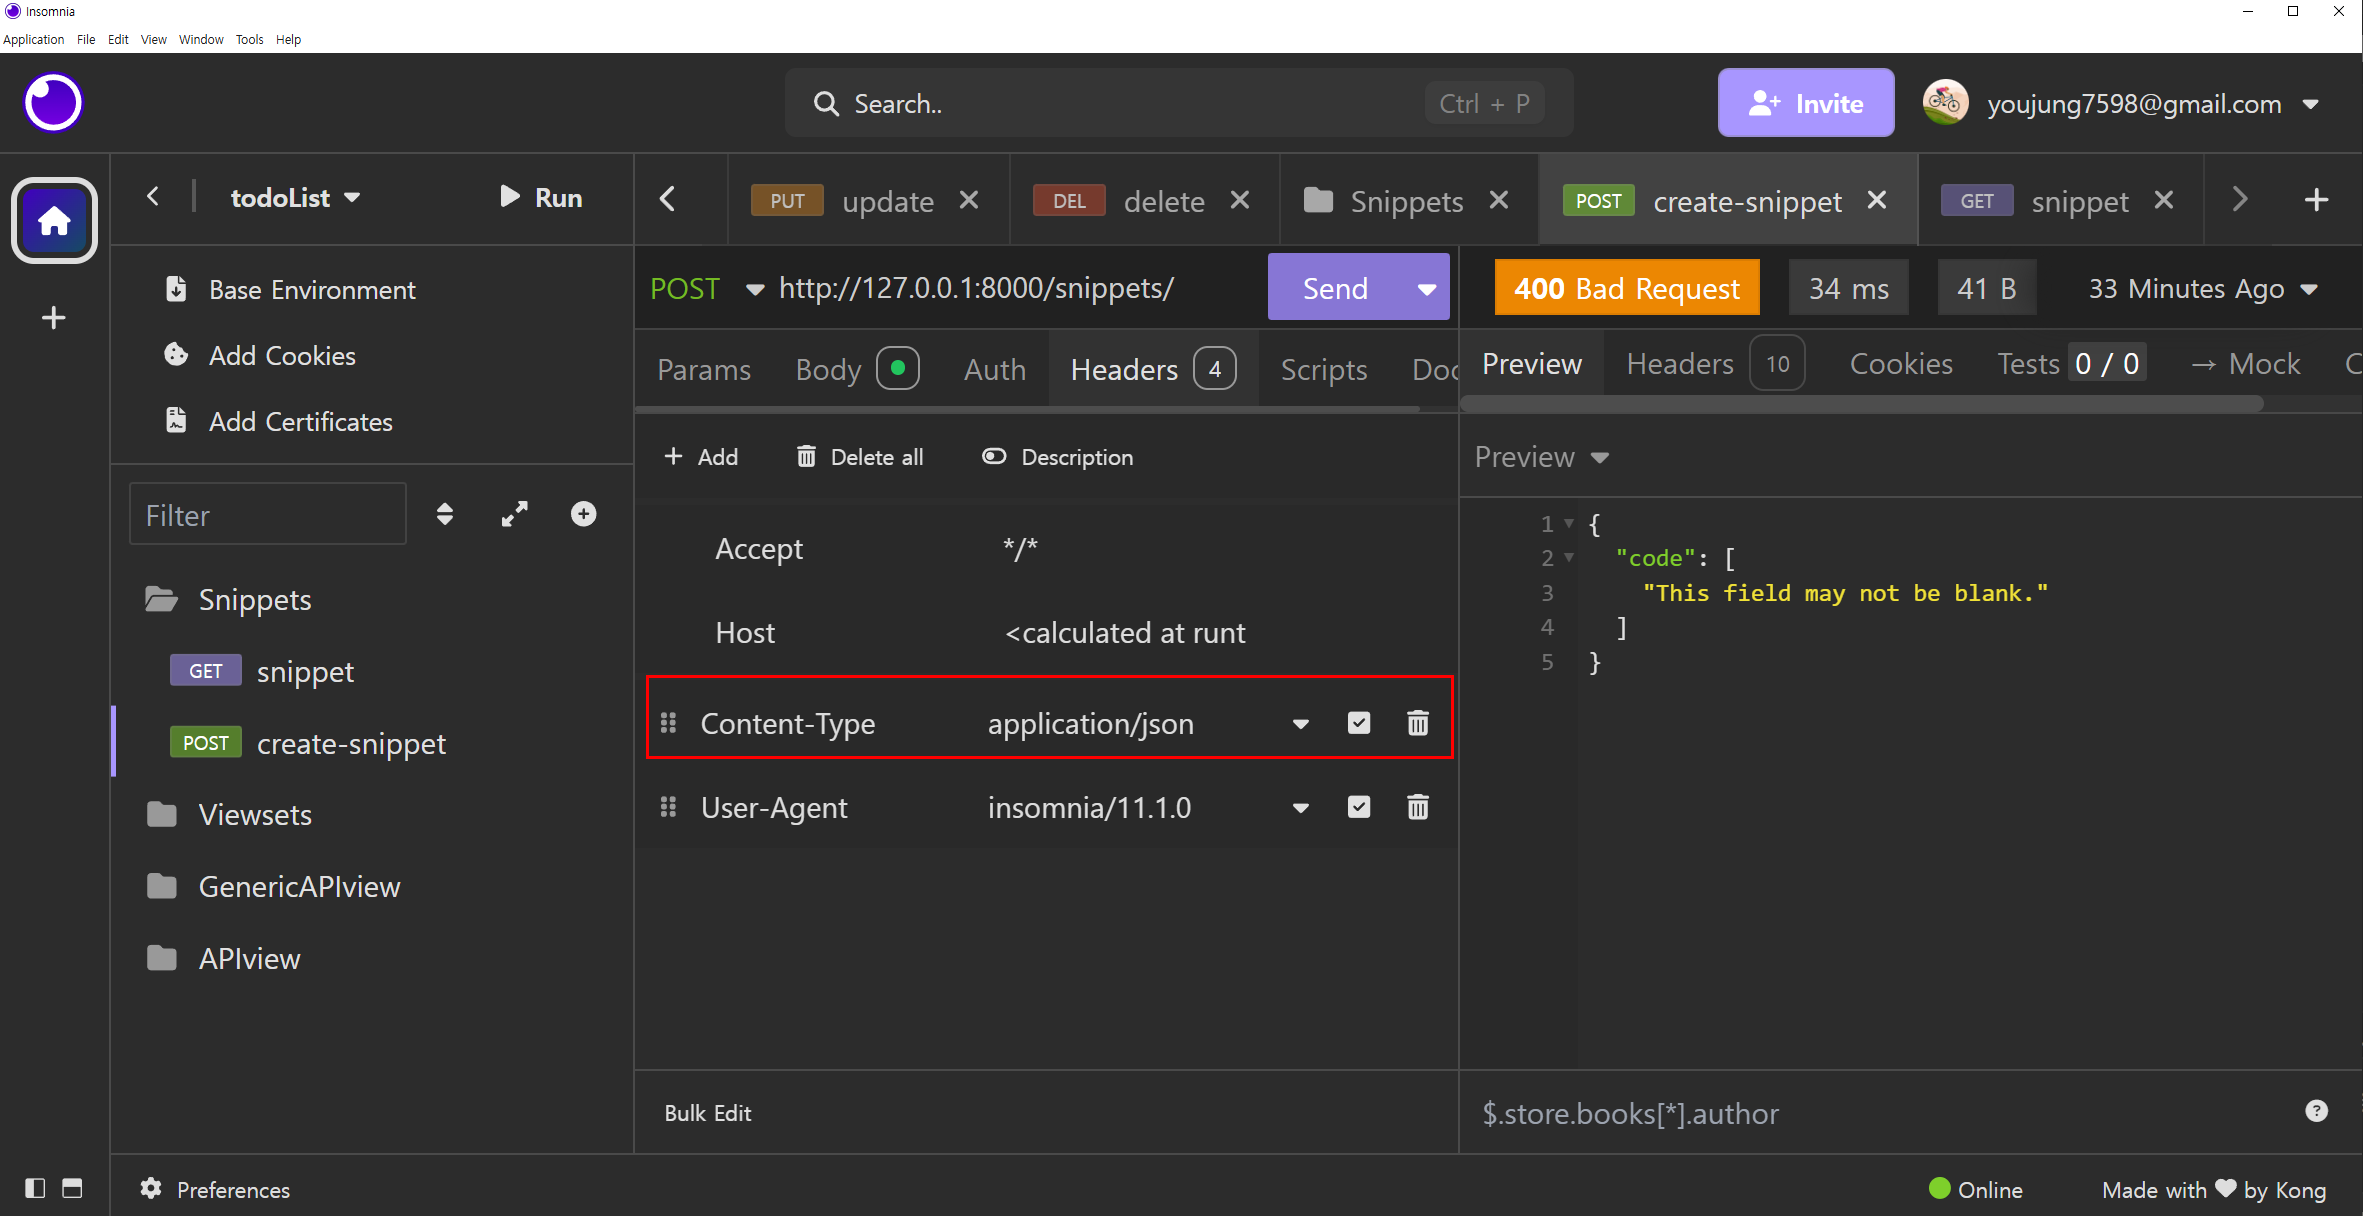 Insomnia
Application File Edit View Window Tools Help
Search.. Ctrl + P
Invite
youjung7598@gmail.com
todoList Run
PUT update DEL delete Snippets POST create-snippet GET snippet
Base Environment
Add Cookies
Add Certificates
Filter
Snippets
GET snippet
POST create-snippet
Viewsets
GenericAPIview
APIview
POST http://127.0.0.1:8000/snippets/ Send
Params Body Auth Headers 4 Scripts Doc
+ Add Delete all Description
Accept */*
Host <calculated at runt
Content-Type application/json
User-Agent insomnia/11.1.0
Bulk Edit
400 Bad Request 34 ms 41 B 33 Minutes Ago
Preview Headers 10 Cookies Tests 0 / 0 → Mock C
Preview
1 {
2 "code": [
3 "This field may not be blank."
4 ]
5 }
$.store.books[*].author
Preferences
Online Made with ♥ by Kong